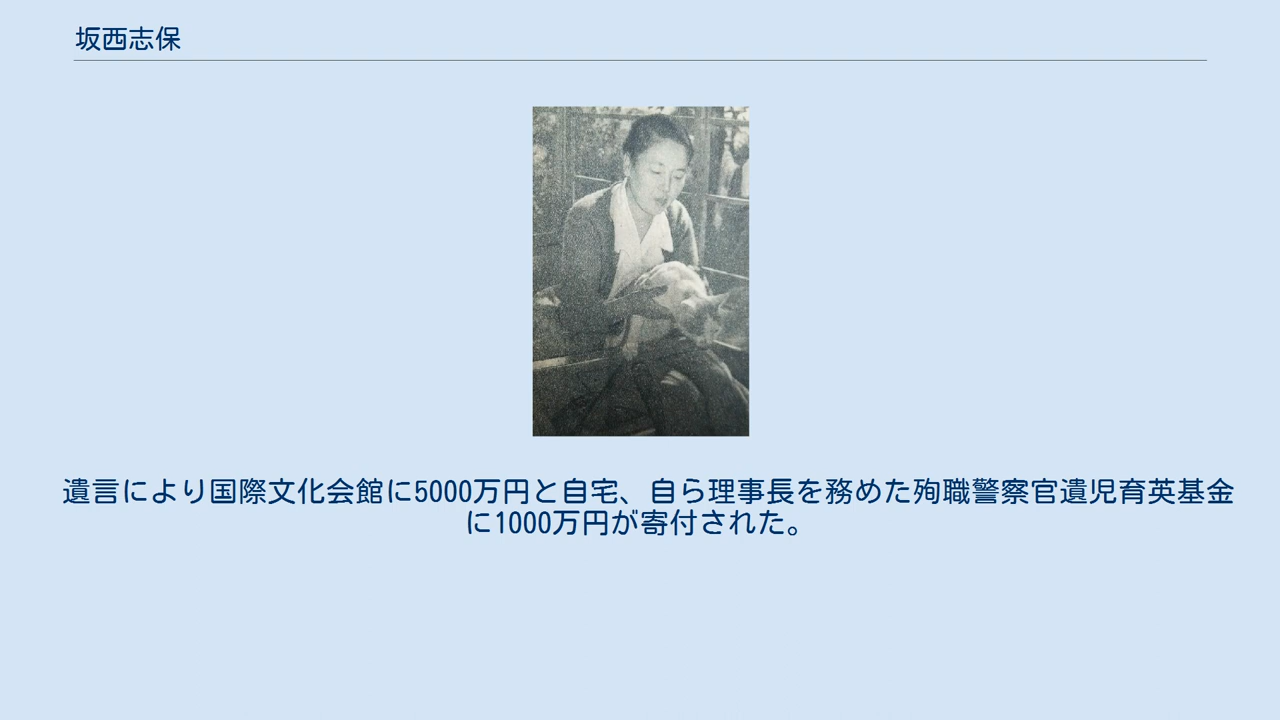 坂西志保
遺言により国際文化会館に5000万円と自宅、自ら理事長を務めた殉職警察官遺児育英基金
に1000万円が寄付された。